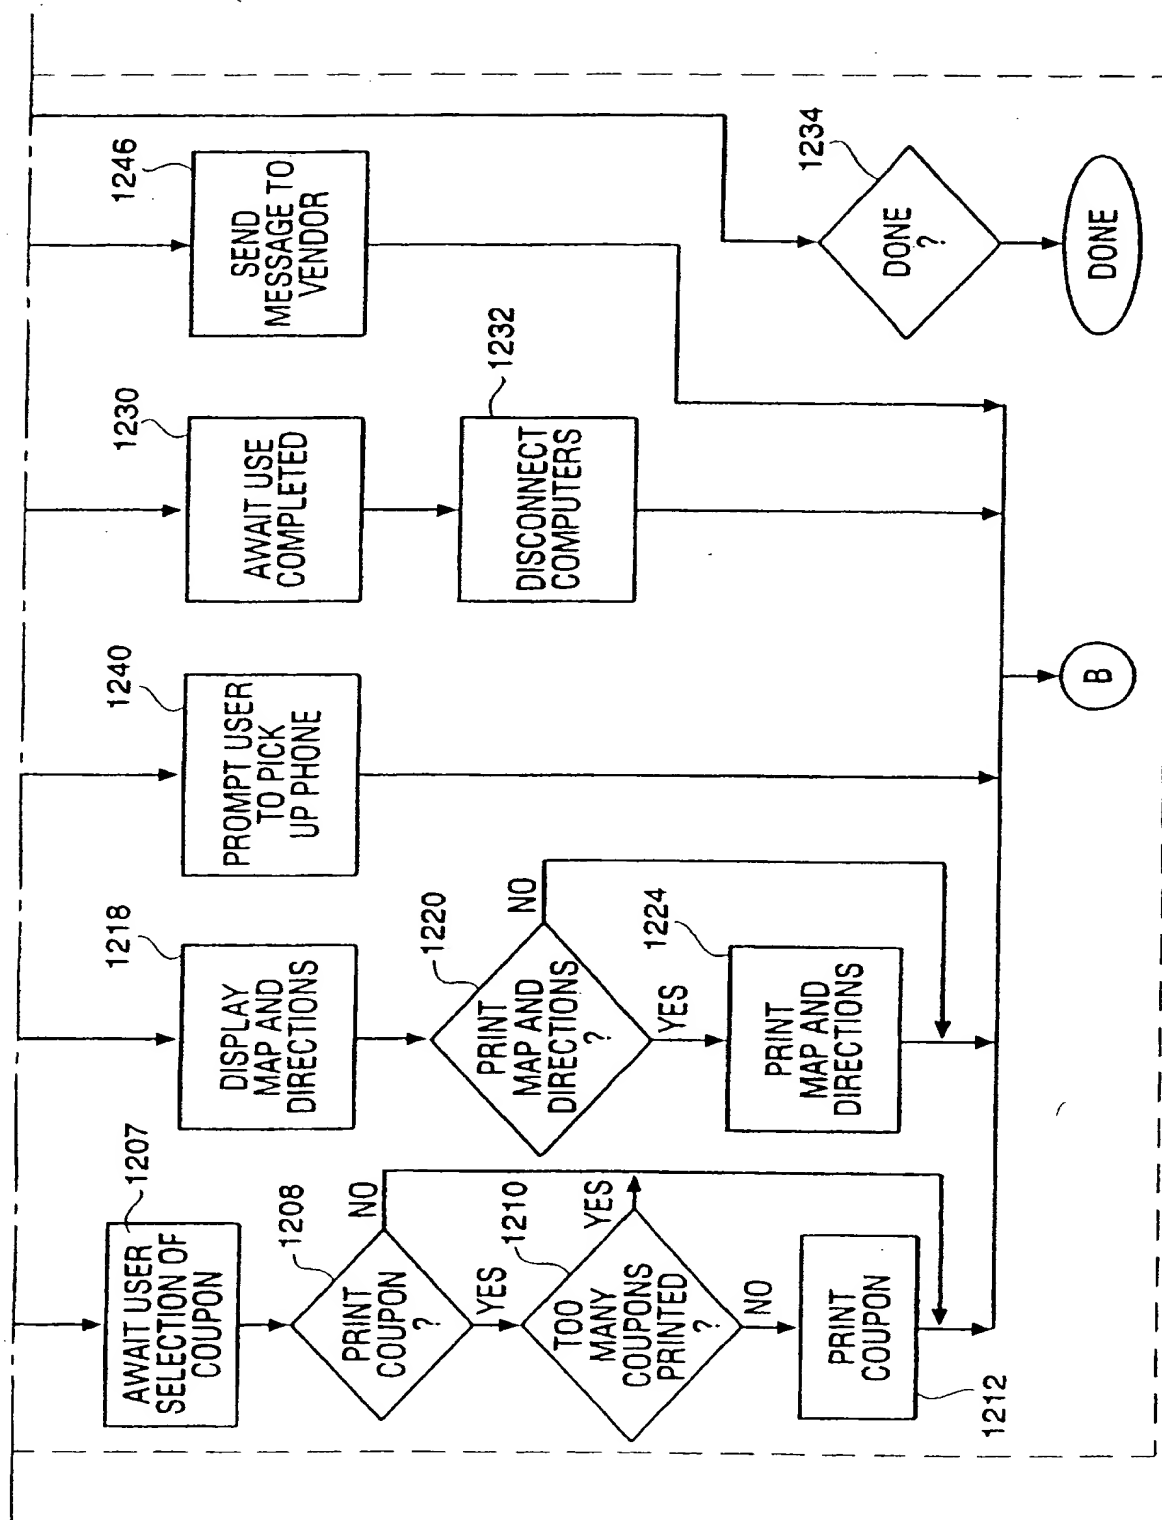 1207
AWAIT USER
SELECTION OF
COUPON
1208
PRINT
COUPON
?
NO
YES
1210
TOO
MANY
COUPONS
PRINTED
?
YES
NO
PRINT
COUPON
1212
1218
DISPLAY
MAP AND
DIRECTIONS
1220
PRINT
MAP AND
DIRECTIONS
?
NO
YES
1224
PRINT
MAP AND
DIRECTIONS
1240
PROMPT USER
TO PICK
UP PHONE
1230
AWAIT USE
COMPLETED
1232
DISCONNECT
COMPUTERS
1246
SEND
MESSAGE TO
VENDOR
1234
DONE
?
DONE
B